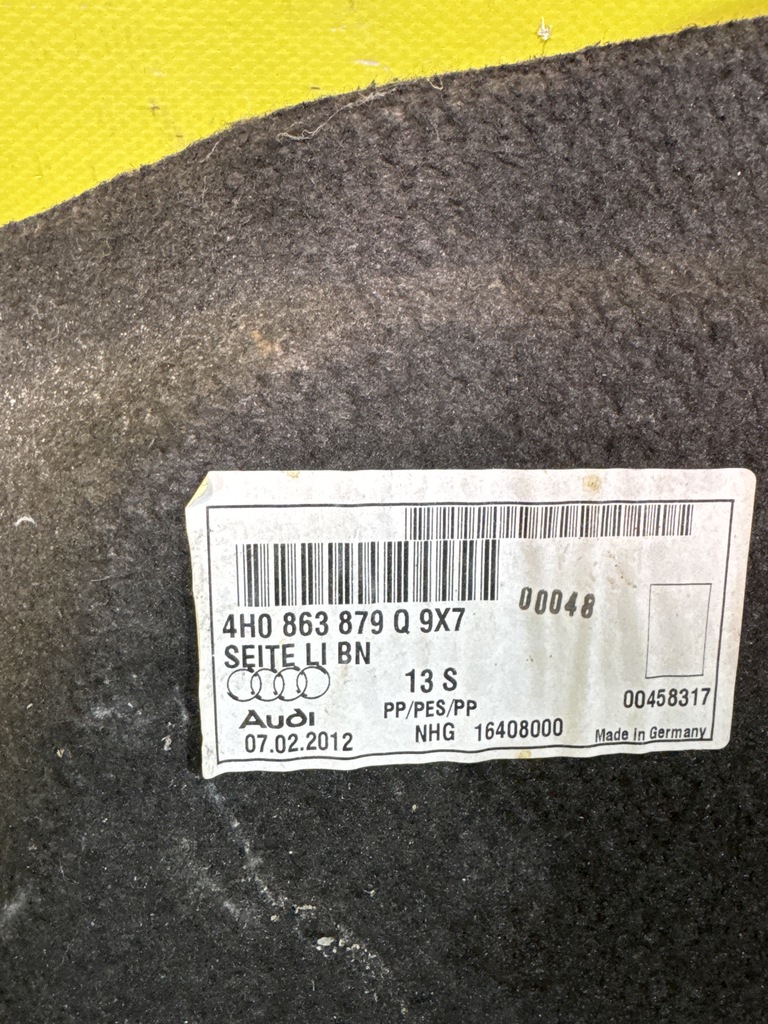 4H0 863 879 Q 9X7
00048
SEITE LI BN
13 S
00458317
Audi
PP/PES/PP
07.02.2012
NHG 16408000
Made in Germany